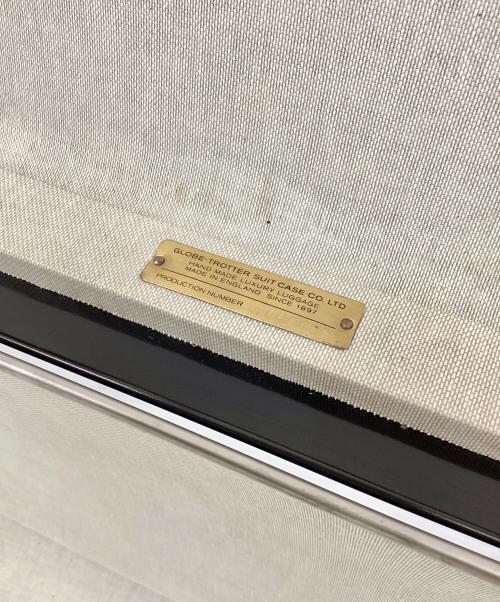 GLOBE-TROTTER SUIT CASE CO. LTD
HAND MADE LUXURY LUGGAGE
MADE IN ENGLAND SINCE 1897
PRODUCTION NUMBER